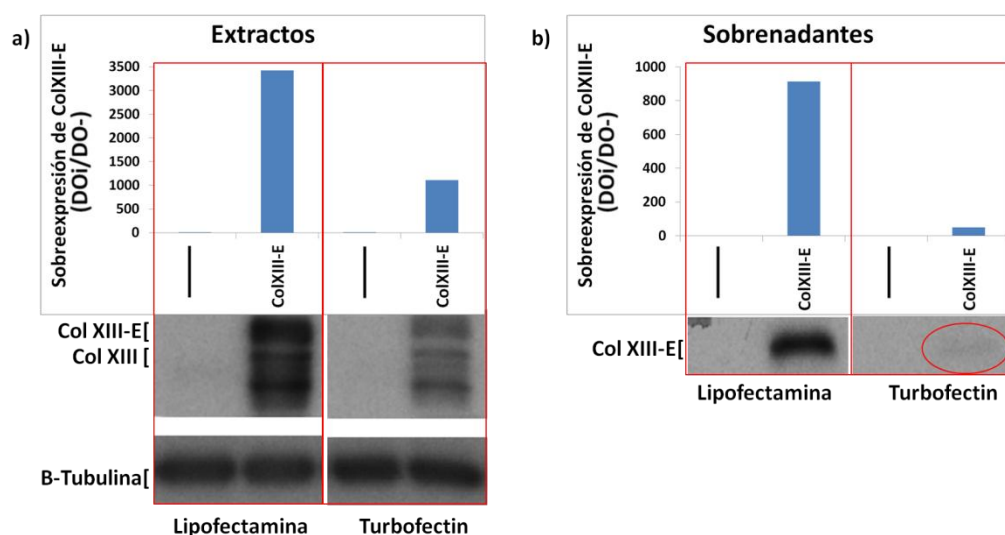 a)
Extractos
Sobreexpresión de ColXIII-E
(DOi/DO-)
3500
3000
2500
2000
1500
1000
500
0
ColXIII-E
ColXIII-E
Col XIII-E[
Col XIII [
B-Tubulina[
Lipofectamina
Turbofectin
b)
Sobrenadantes
Sobreexpresión de ColXIII-E
(DOi/DO-)
1000
800
600
400
200
0
ColXIII-E
ColXIII-E
Col XIII-E[
Lipofectamina
Turbofectin